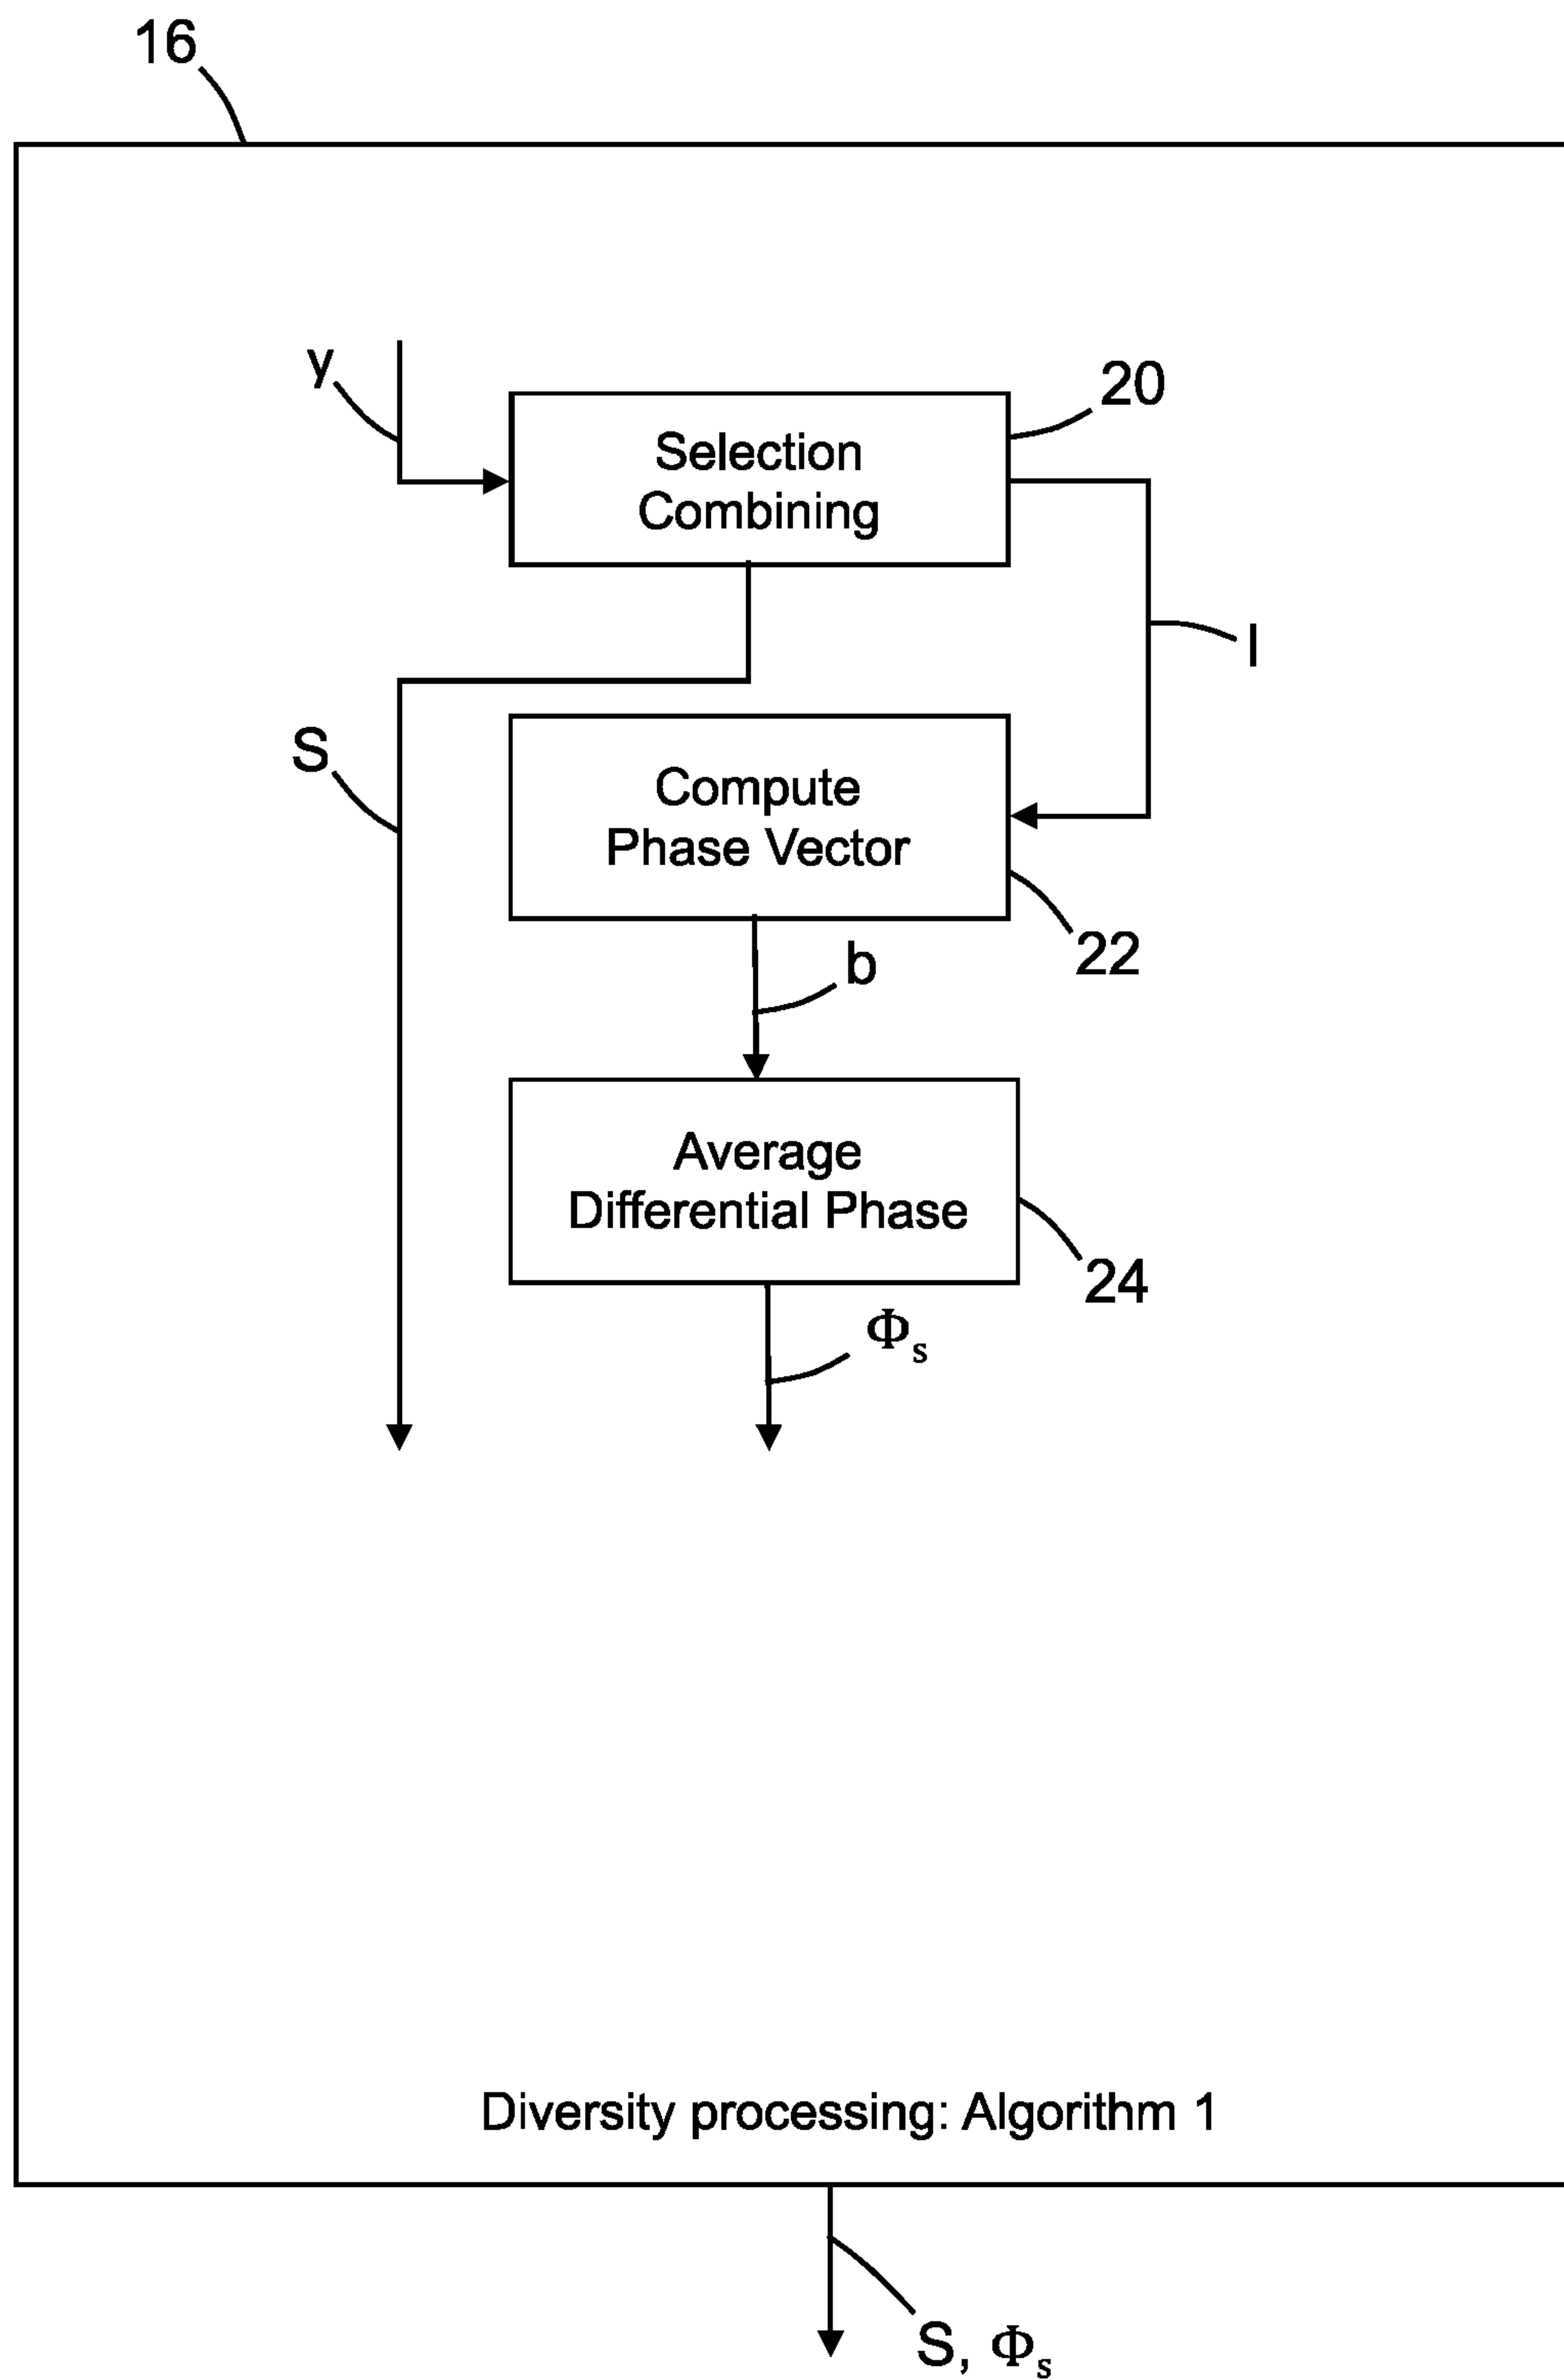 16
y
20
Selection
Combining
I
S
Compute
Phase Vector
22
b
Average
Differential Phase
24
Φs
Diversity processing: Algorithm 1
S, Φs